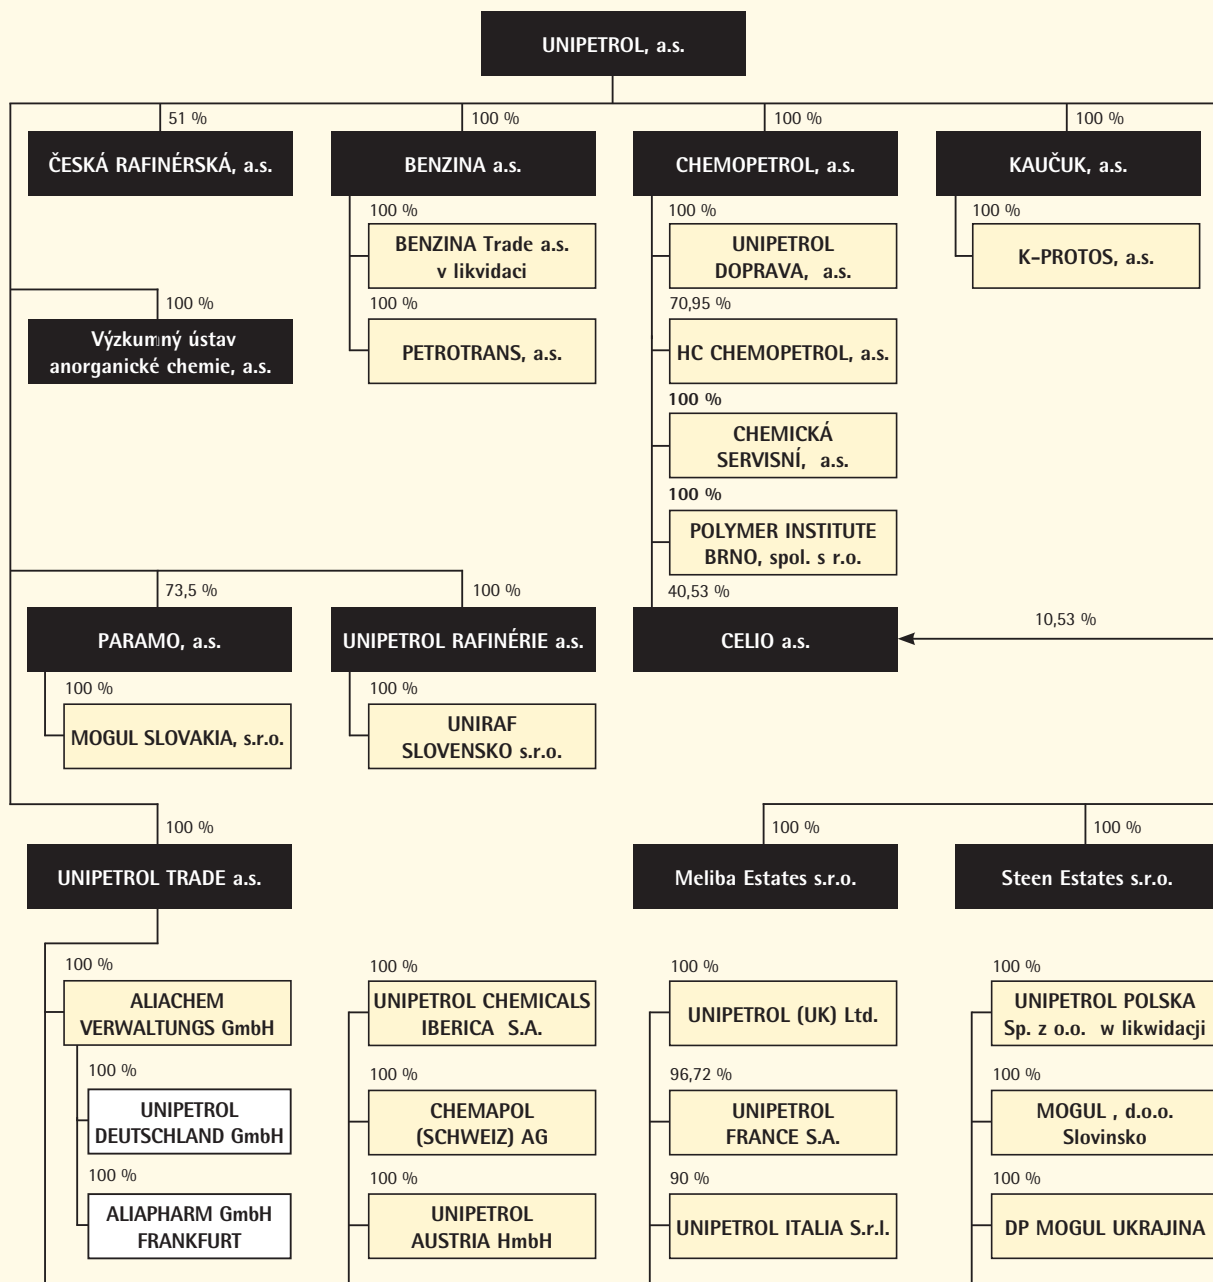 UNIPETROL, a.s.
51 %
100 %
100 %
100 %
ČESKÁ RAFINÉRSKÁ, a.s.
BENZINA a.s.
CHEMOPETROL, a.s.
KAUČUK, a.s.
100 %
BENZINA Trade a.s.
v likvidaci
100 %
UNIPETROL
DOPRAVA, a.s.
100 %
K-PROTOS, a.s.
100 %
Výzkumný ústav
anorganické chemie, a.s.
100 %
PETROTRANS, a.s.
70,95 %
HC CHEMOPETROL, a.s.
100 %
CHEMICKÁ
SERVISNÍ, a.s.
100 %
POLYMER INSTITUTE
BRNO, spol. s r.o.
73,5 %
100 %
40,53 %
10,53 %
PARAMO, a.s.
UNIPETROL RAFINÉRIE a.s.
CELIO a.s.
100 %
MOGUL SLOVAKIA, s.r.o.
100 %
UNIRAF
SLOVENSKO s.r.o.
100 %
100 %
100 %
UNIPETROL TRADE a.s.
Meliba Estates s.r.o.
Steen Estates s.r.o.
100 %
ALIACHEM
VERWALTUNGS GmbH
100 %
UNIPETROL CHEMICALS
IBERICA S.A.
100 %
UNIPETROL (UK) Ltd.
100 %
UNIPETROL POLSKA
Sp. z o.o. w likwidacji
100 %
UNIPETROL
DEUTSCHLAND GmbH
100 %
CHEMAPOL
(SCHWEIZ) AG
96,72 %
UNIPETROL
FRANCE S.A.
100 %
MOGUL , d.o.o.
Slovinsko
100 %
ALIAPHARM GmbH
FRANKFURT
100 %
UNIPETROL
AUSTRIA HmbH
90 %
UNIPETROL ITALIA S.r.l.
100 %
DP MOGUL UKRAJINA